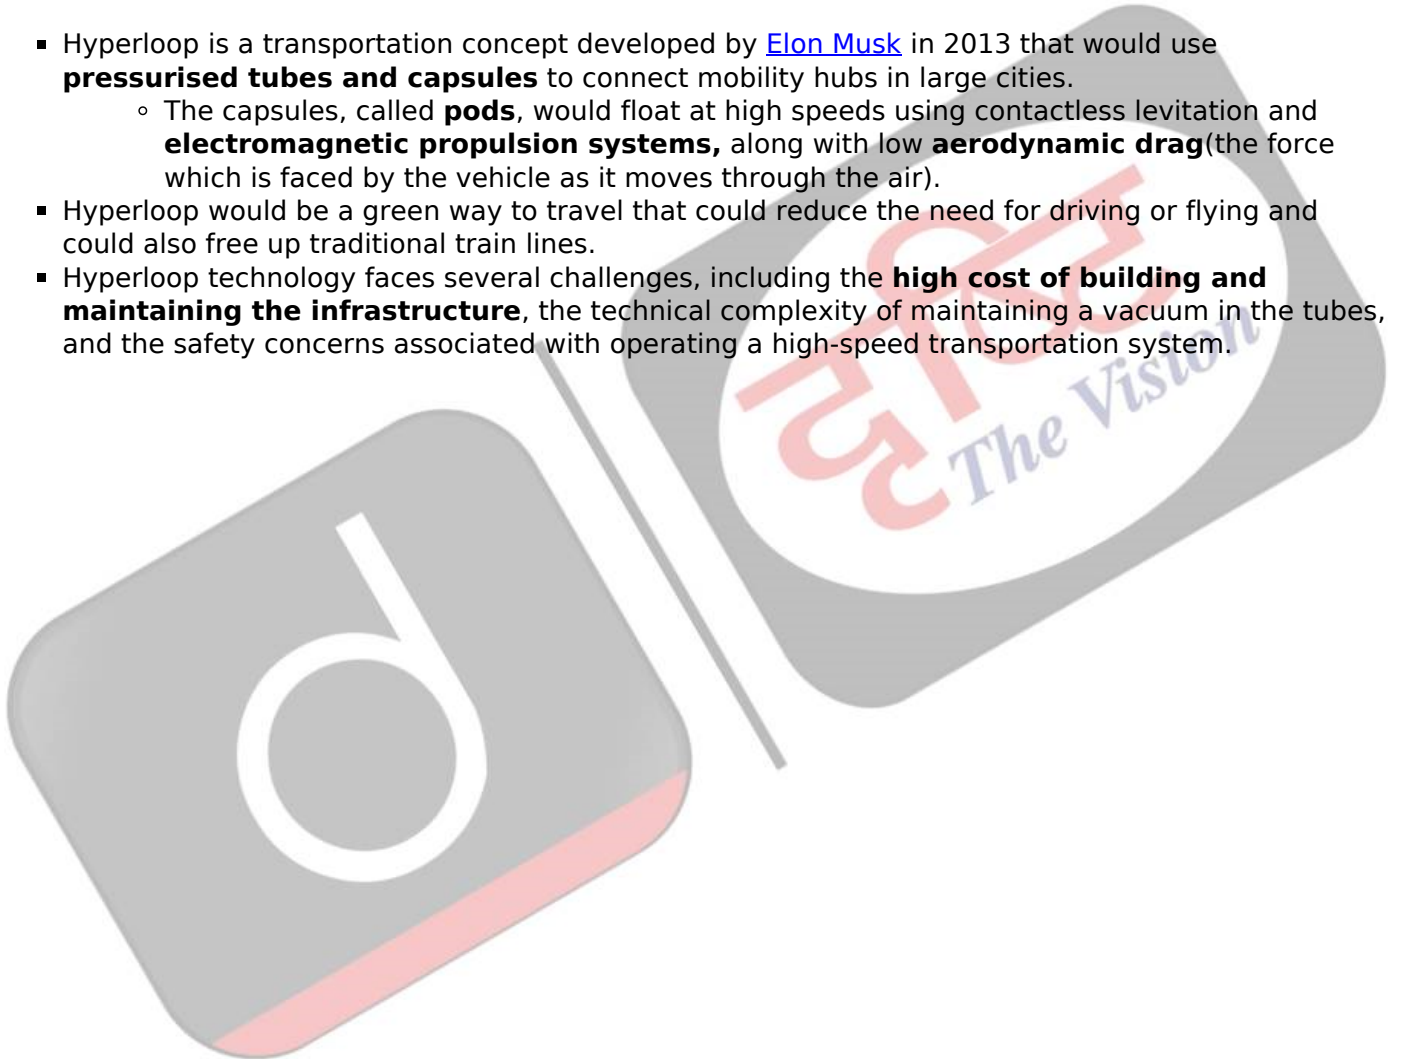 Hyperloop is a transportation concept developed by Elon Musk in 2013 that would use
pressurised tubes and capsules to connect mobility hubs in large cities.
The capsules, called pods, would float at high speeds using contactless levitation and
electromagnetic propulsion systems, along with low aerodynamic drag(the force
which is faced by the vehicle as it moves through the air).
Hyperloop would be a green way to travel that could reduce the need for driving or flying and
could also free up traditional train lines.
Hyperloop technology faces several challenges, including the high cost of building and
maintaining the infrastructure, the technical complexity of maintaining a vacuum in the tubes,
and the safety concerns associated with operating a high-speed transportation system.
दृष्टि
The Vision
d